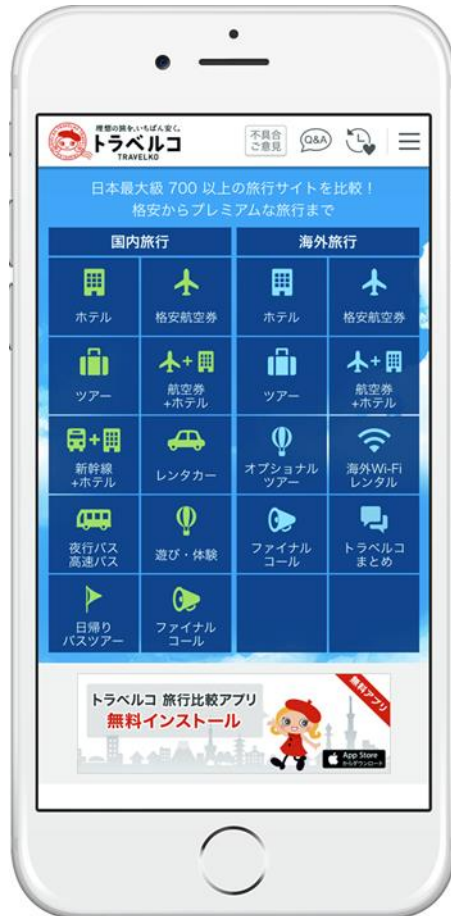 理想の旅を、いちばん安く。
トラベルコ
TRAVELKO
不具合
ご意見
Q&A
日本最大級 700 以上の旅行サイトを比較！
格安からプレミアムな旅行まで
国内旅行
海外旅行
ホテル
格安航空券
ホテル
格安航空券
ツアー
航空券
+ホテル
ツアー
航空券
+ホテル
新幹線
+ホテル
レンタカー
オプショナル
ツアー
海外Wi-Fi
レンタル
夜行バス
高速バス
遊び・体験
ファイナル
コール
トラベルコ
まとめ
日帰り
バスツアー
ファイナル
コール
トラベルコ 旅行比較アプリ
無料インストール
無料アプリ
App Store
からダウンロード